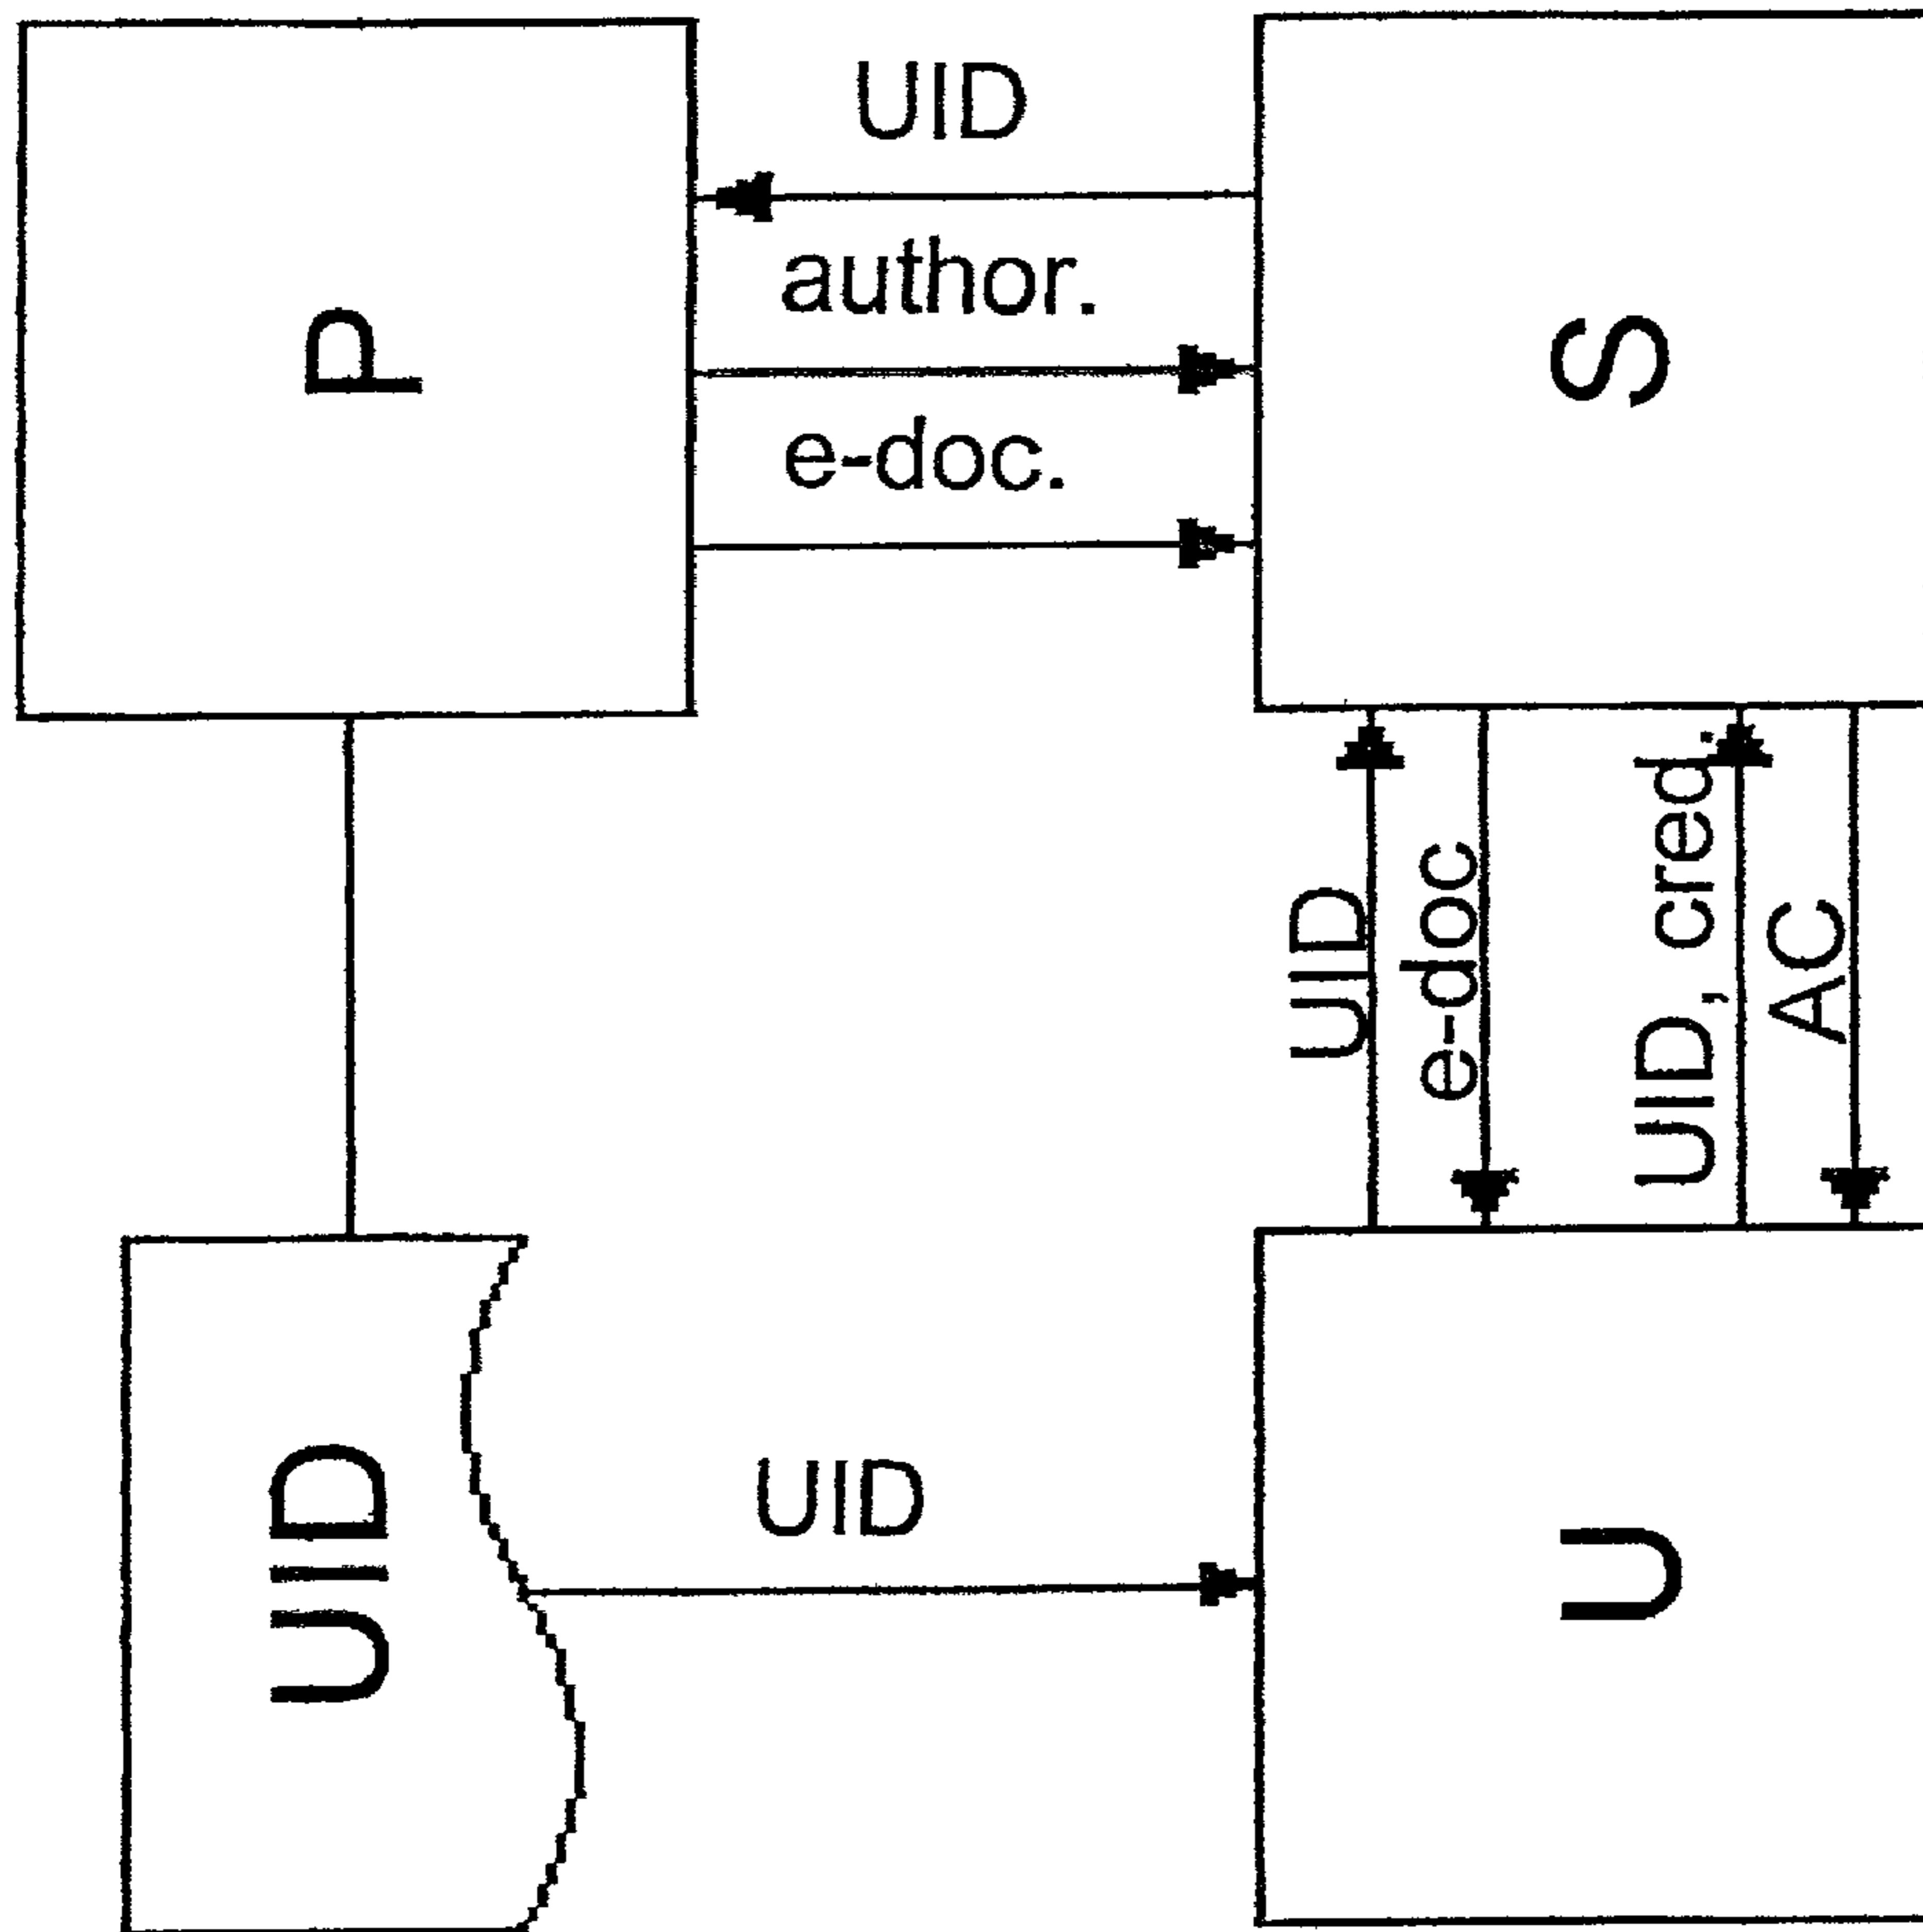 P
UID
author.
e-doc.
S
UID
e-doc
UID, cred.
AC
UID
UID
U